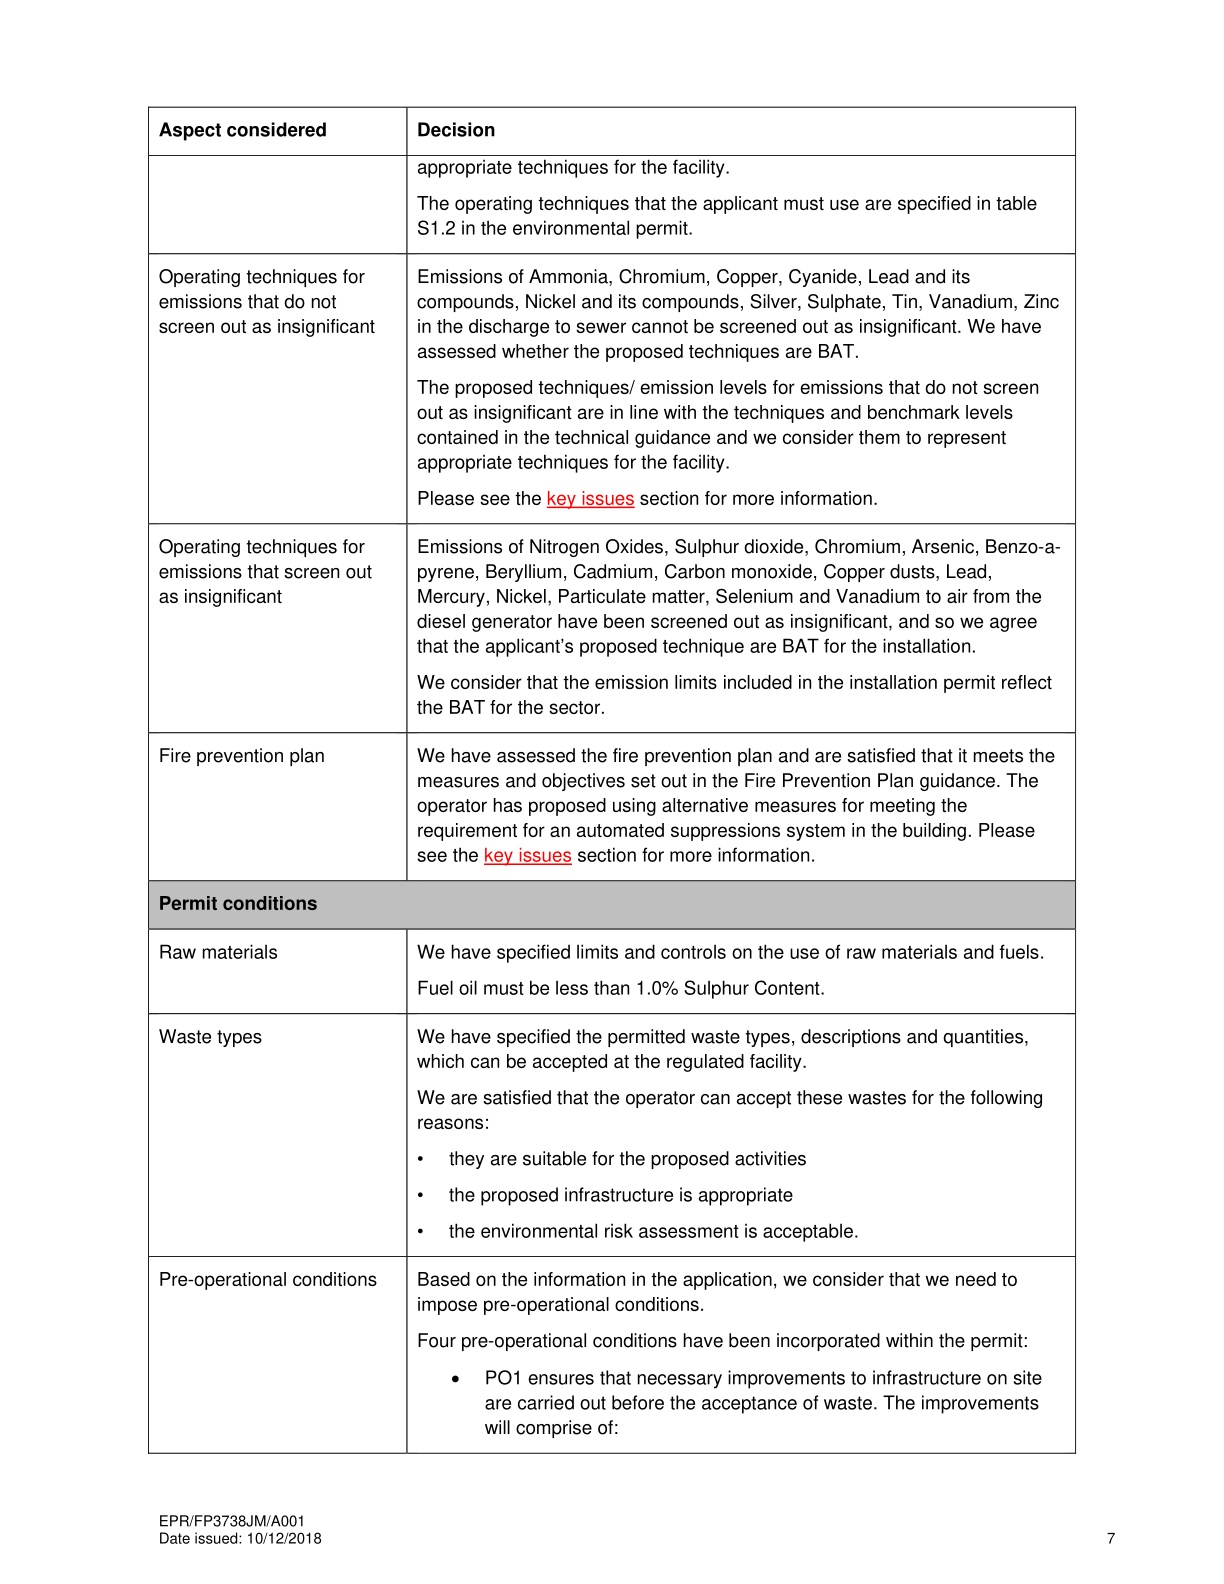 Aspect considered
Decision
appropriate techniques for the facility.
The operating techniques that the applicant must use are specified in table
S1.2 in the environmental permit.
Operating techniques for
emissions that do not
screen out as insignificant
Emissions of Ammonia, Chromium, Copper, Cyanide, Lead and its
compounds, Nickel and its compounds, Silver, Sulphate, Tin, Vanadium, Zinc
in the discharge to sewer cannot be screened out as insignificant. We have
assessed whether the proposed techniques are BAT.
The proposed techniques/ emission levels for emissions that do not screen
out as insignificant are in line with the techniques and benchmark levels
contained in the technical guidance and we consider them to represent
appropriate techniques for the facility.
Please see the key issues section for more information.
Operating techniques for
emissions that screen out
as insignificant
Emissions of Nitrogen Oxides, Sulphur dioxide, Chromium, Arsenic, Benzo-a-
pyrene, Beryllium, Cadmium, Carbon monoxide, Copper dusts, Lead,
Mercury, Nickel, Particulate matter, Selenium and Vanadium to air from the
diesel generator have been screened out as insignificant, and so we agree
that the applicant's proposed technique are BAT for the installation.
We consider that the emission limits included in the installation permit reflect
the BAT for the sector.
Fire prevention plan
We have assessed the fire prevention plan and are satisfied that it meets the
measures and objectives set out in the Fire Prevention Plan guidance. The
operator has proposed using alternative measures for meeting the
requirement for an automated suppressions system in the building. Please
see the key issues section for more information.
Permit conditions
Raw materials
We have specified limits and controls on the use of raw materials and fuels.
Fuel oil must be less than 1.0% Sulphur Content.
Waste types
We have specified the permitted waste types, descriptions and quantities,
which can be accepted at the regulated facility.
We are satisfied that the operator can accept these wastes for the following
reasons:
• they are suitable for the proposed activities
• the proposed infrastructure is appropriate
• the environmental risk assessment is acceptable.
Pre-operational conditions
Based on the information in the application, we consider that we need to
impose pre-operational conditions.
Four pre-operational conditions have been incorporated within the permit:
• PO1 ensures that necessary improvements to infrastructure on site
are carried out before the acceptance of waste. The improvements
will comprise of:
EPR/FP3738JM/A001
Date issued: 10/12/2018
7